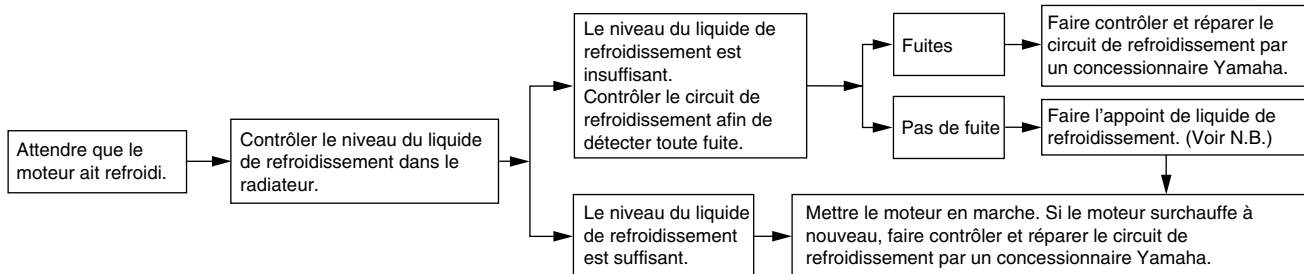 Attendre que le
moteur ait refroidi.
Contrôler le niveau du liquide
de refroidissement dans le
radiateur.
Le niveau du liquide de
refroidissement est
insuffisant.
Contrôler le circuit de
refroidissement afin de
détecter toute fuite.
Fuites
Faire contrôler et réparer le
circuit de refroidissement par
un concessionnaire Yamaha.
Pas de fuite
Faire l’appoint de liquide de
refroidissement. (Voir N.B.)
Le niveau du liquide
de refroidissement
est suffisant.
Mettre le moteur en marche. Si le moteur surchauffe à
nouveau, faire contrôler et réparer le circuit de
refroidissement par un concessionnaire Yamaha.